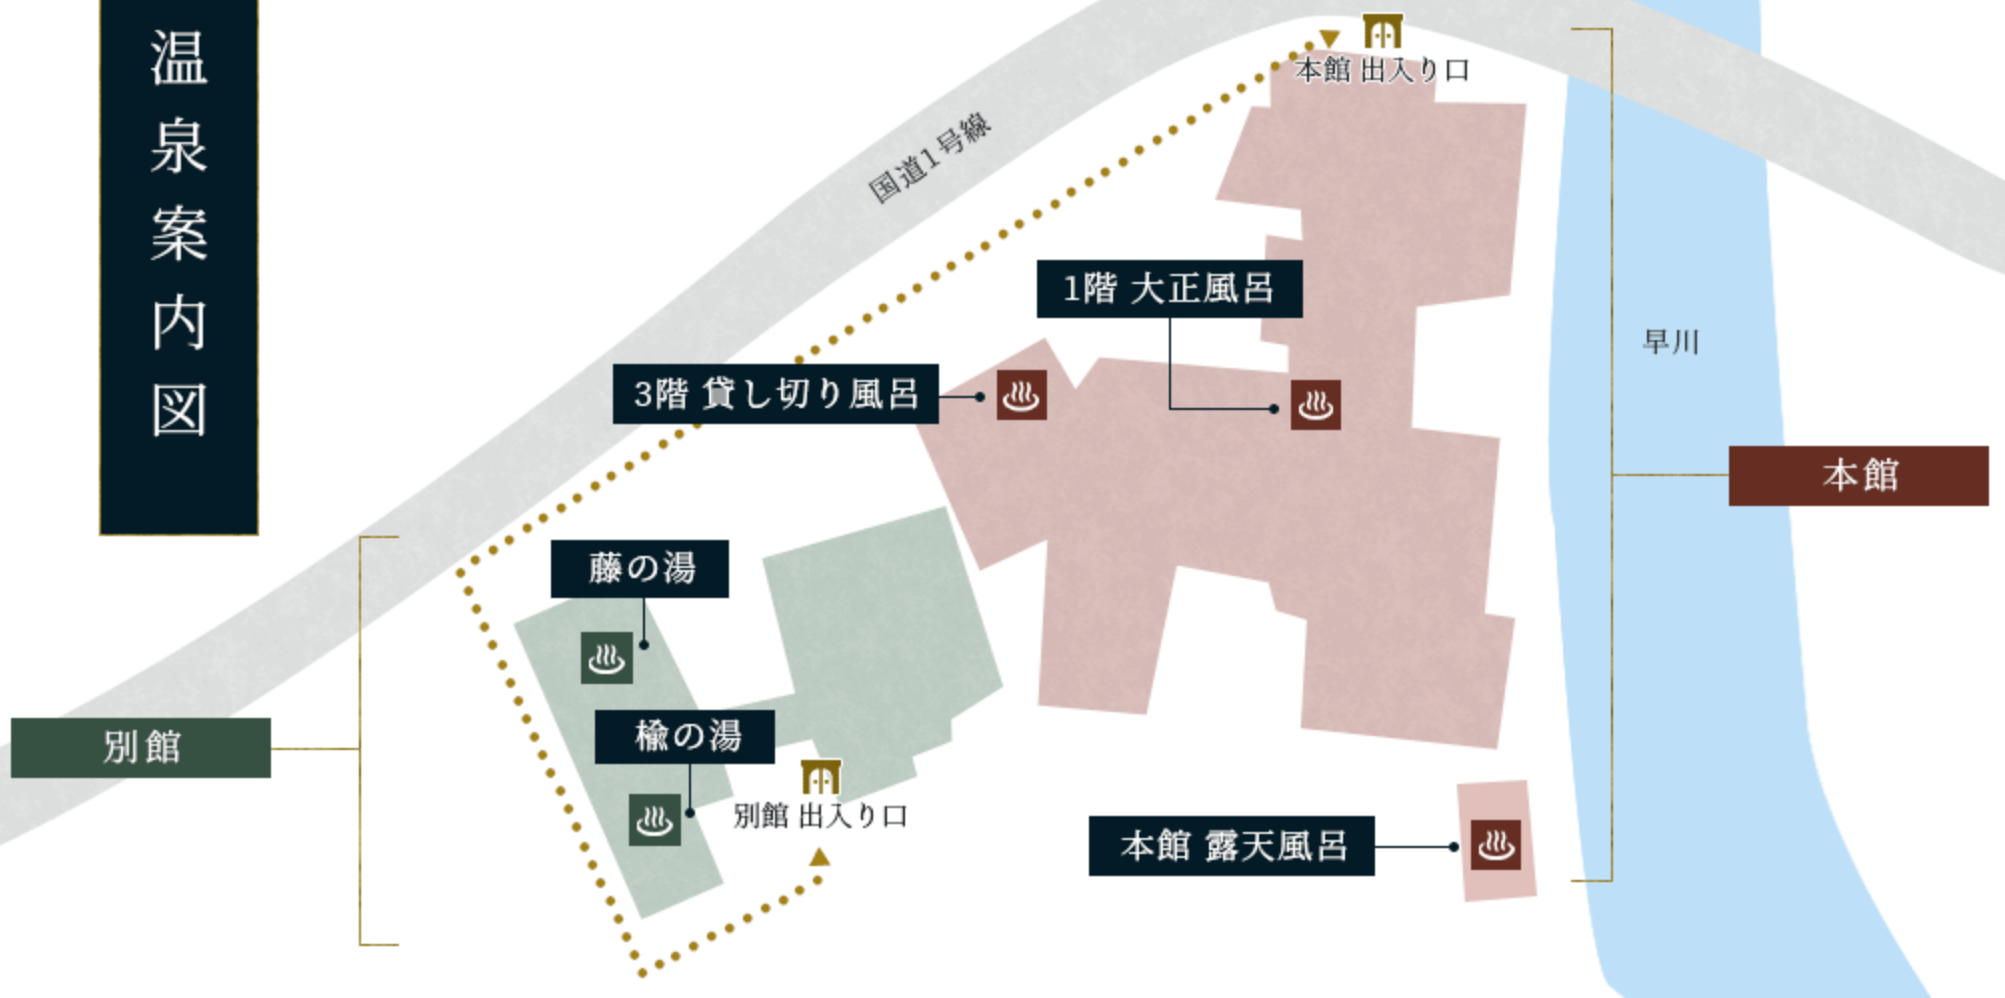 温泉案内図
本館 出入り口
国道1号線
1階 大正風呂
早川
3階 貸し切り風呂
本館
藤の湯
楡の湯
別館
別館 出入り口
本館 露天風呂